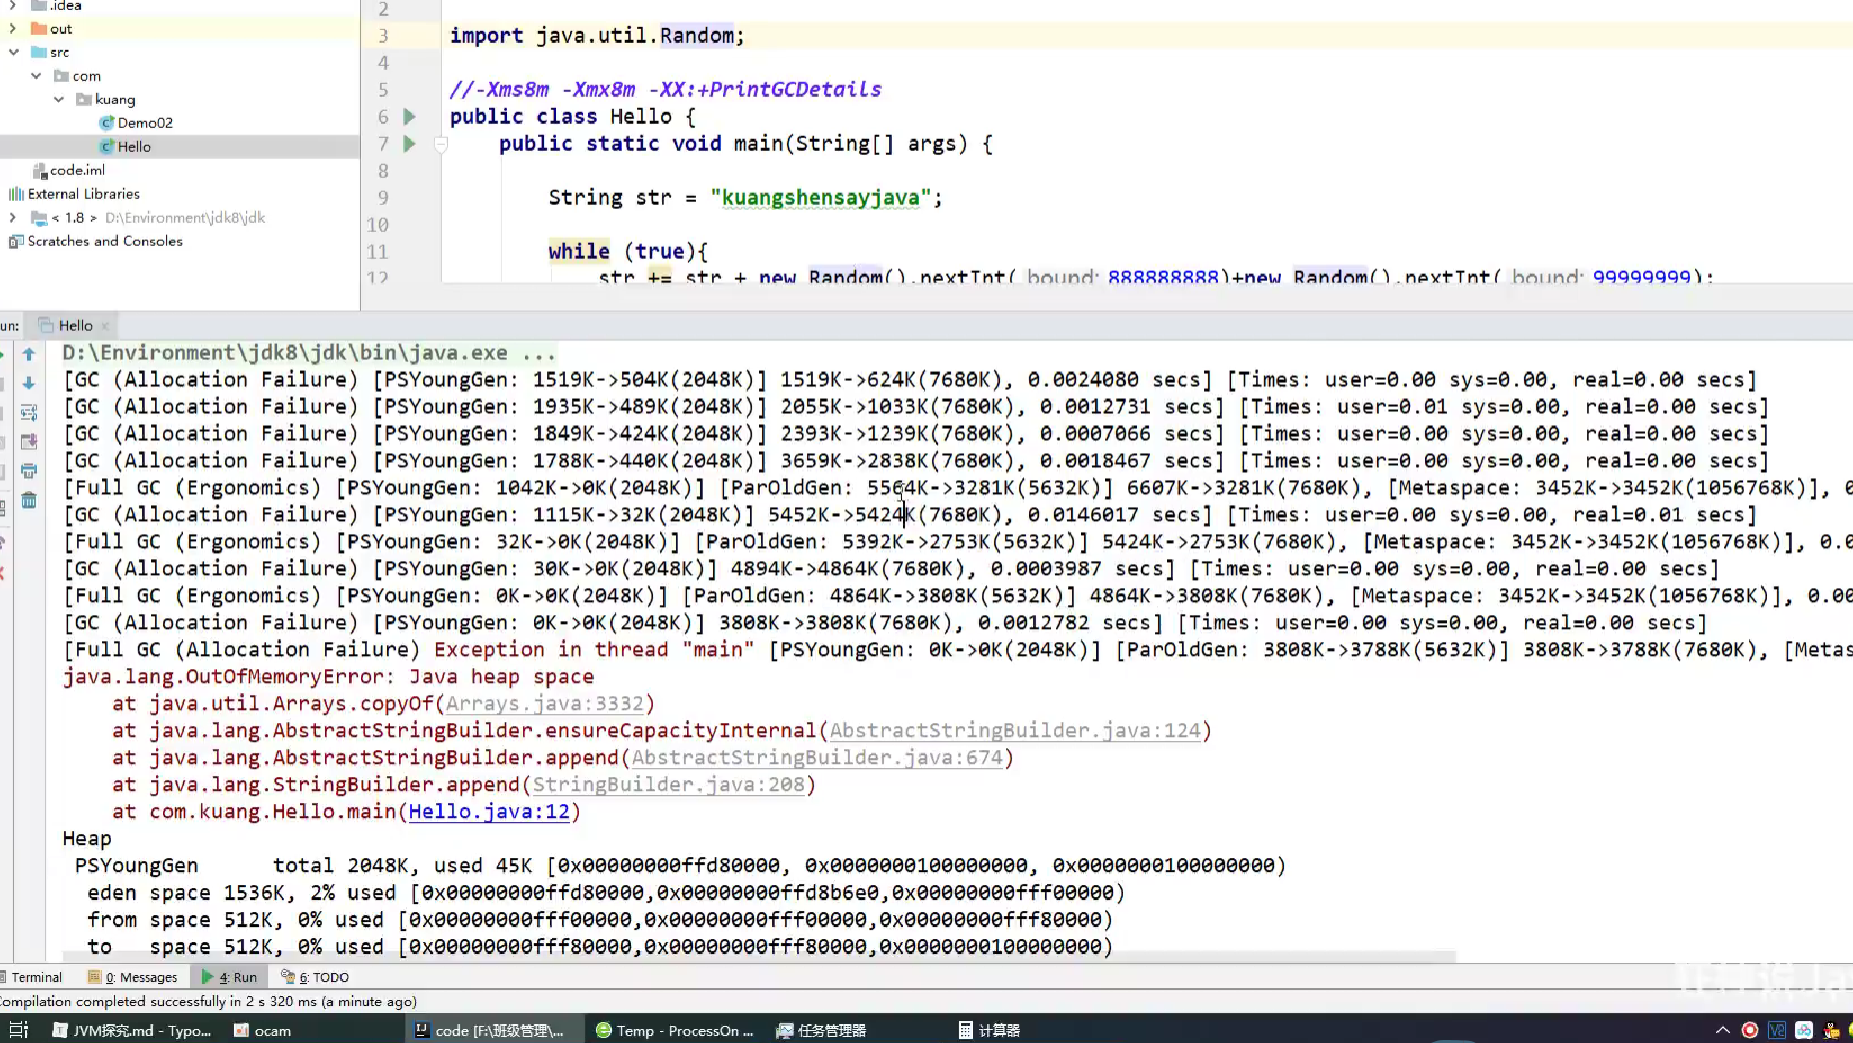 .idea
out
src
com
kuang
Demo02
Hello
code.iml
External Libraries
< 1.8 > D:\Environment\jdk8\jdk
Scratches and Consoles
2
3 import java.util.Random;
4
5 //-Xms8m -Xmx8m -XX:+PrintGCDetails
6 public class Hello {
7 public static void main(String[] args) {
8
9 String str = "kuangshensayjava";
10
11 while (true){
12 str += str + new Random().nextInt( bound: 888888888)+new Random().nextInt( bound: 99999999);
un: Hello
D:\Environment\jdk8\jdk\bin\java.exe ...
[GC (Allocation Failure) [PSYoungGen: 1519K->504K(2048K)] 1519K->624K(7680K), 0.0024080 secs] [Times: user=0.00 sys=0.00, real=0.00 secs]
[GC (Allocation Failure) [PSYoungGen: 1935K->489K(2048K)] 2055K->1033K(7680K), 0.0012731 secs] [Times: user=0.01 sys=0.00, real=0.00 secs]
[GC (Allocation Failure) [PSYoungGen: 1849K->424K(2048K)] 2393K->1239K(7680K), 0.0007066 secs] [Times: user=0.00 sys=0.00, real=0.00 secs]
[GC (Allocation Failure) [PSYoungGen: 1788K->440K(2048K)] 3659K->2838K(7680K), 0.0018467 secs] [Times: user=0.00 sys=0.00, real=0.00 secs]
[Full GC (Ergonomics) [PSYoungGen: 1042K->0K(2048K)] [ParOldGen: 5564K->3281K(5632K)] 6607K->3281K(7680K), [Metaspace: 3452K->3452K(1056768K)], 0
[GC (Allocation Failure) [PSYoungGen: 1115K->32K(2048K)] 5452K->5424K(7680K), 0.0146017 secs] [Times: user=0.00 sys=0.00, real=0.01 secs]
[Full GC (Ergonomics) [PSYoungGen: 32K->0K(2048K)] [ParOldGen: 5392K->2753K(5632K)] 5424K->2753K(7680K), [Metaspace: 3452K->3452K(1056768K)], 0.0
[GC (Allocation Failure) [PSYoungGen: 30K->0K(2048K)] 4894K->4864K(7680K), 0.0003987 secs] [Times: user=0.00 sys=0.00, real=0.00 secs]
[Full GC (Ergonomics) [PSYoungGen: 0K->0K(2048K)] [ParOldGen: 4864K->3808K(5632K)] 4864K->3808K(7680K), [Metaspace: 3452K->3452K(1056768K)], 0.00
[GC (Allocation Failure) [PSYoungGen: 0K->0K(2048K)] 3808K->3808K(7680K), 0.0012782 secs] [Times: user=0.00 sys=0.00, real=0.00 secs]
[Full GC (Allocation Failure) Exception in thread "main" [PSYoungGen: 0K->0K(2048K)] [ParOldGen: 3808K->3788K(5632K)] 3808K->3788K(7680K), [Metas
java.lang.OutOfMemoryError: Java heap space
at java.util.Arrays.copyOf(Arrays.java:3332)
at java.lang.AbstractStringBuilder.ensureCapacityInternal(AbstractStringBuilder.java:124)
at java.lang.AbstractStringBuilder.append(AbstractStringBuilder.java:674)
at java.lang.StringBuilder.append(StringBuilder.java:208)
at com.kuang.Hello.main(Hello.java:12)
Heap
PSYoungGen total 2048K, used 45K [0x00000000ffd80000, 0x0000000100000000, 0x0000000100000000)
eden space 1536K, 2% used [0x00000000ffd80000,0x00000000ffd8b6e0,0x00000000fff00000)
from space 512K, 0% used [0x00000000fff00000,0x00000000fff00000,0x00000000fff80000)
to space 512K, 0% used [0x00000000fff80000,0x00000000fff80000,0x0000000100000000)
Terminal 0: Messages 4: Run 6: TODO
Compilation completed successfully in 2 s 320 ms (a minute ago)
JVM探究.md - Typo... ocam code [F:\班级管理\... Temp - ProcessOn ... 任务管理器 计算器